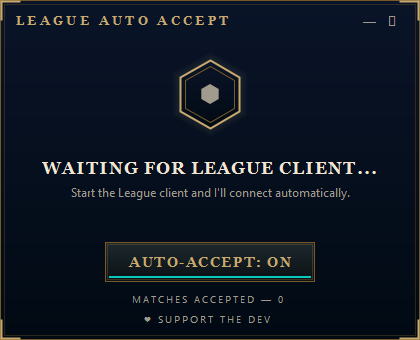 LEAGUE AUTO ACCEPT
WAITING FOR LEAGUE CLIENT...
Start the League client and I'll connect automatically.
AUTO-ACCEPT: ON
MATCHES ACCEPTED — 0
❤ SUPPORT THE DEV